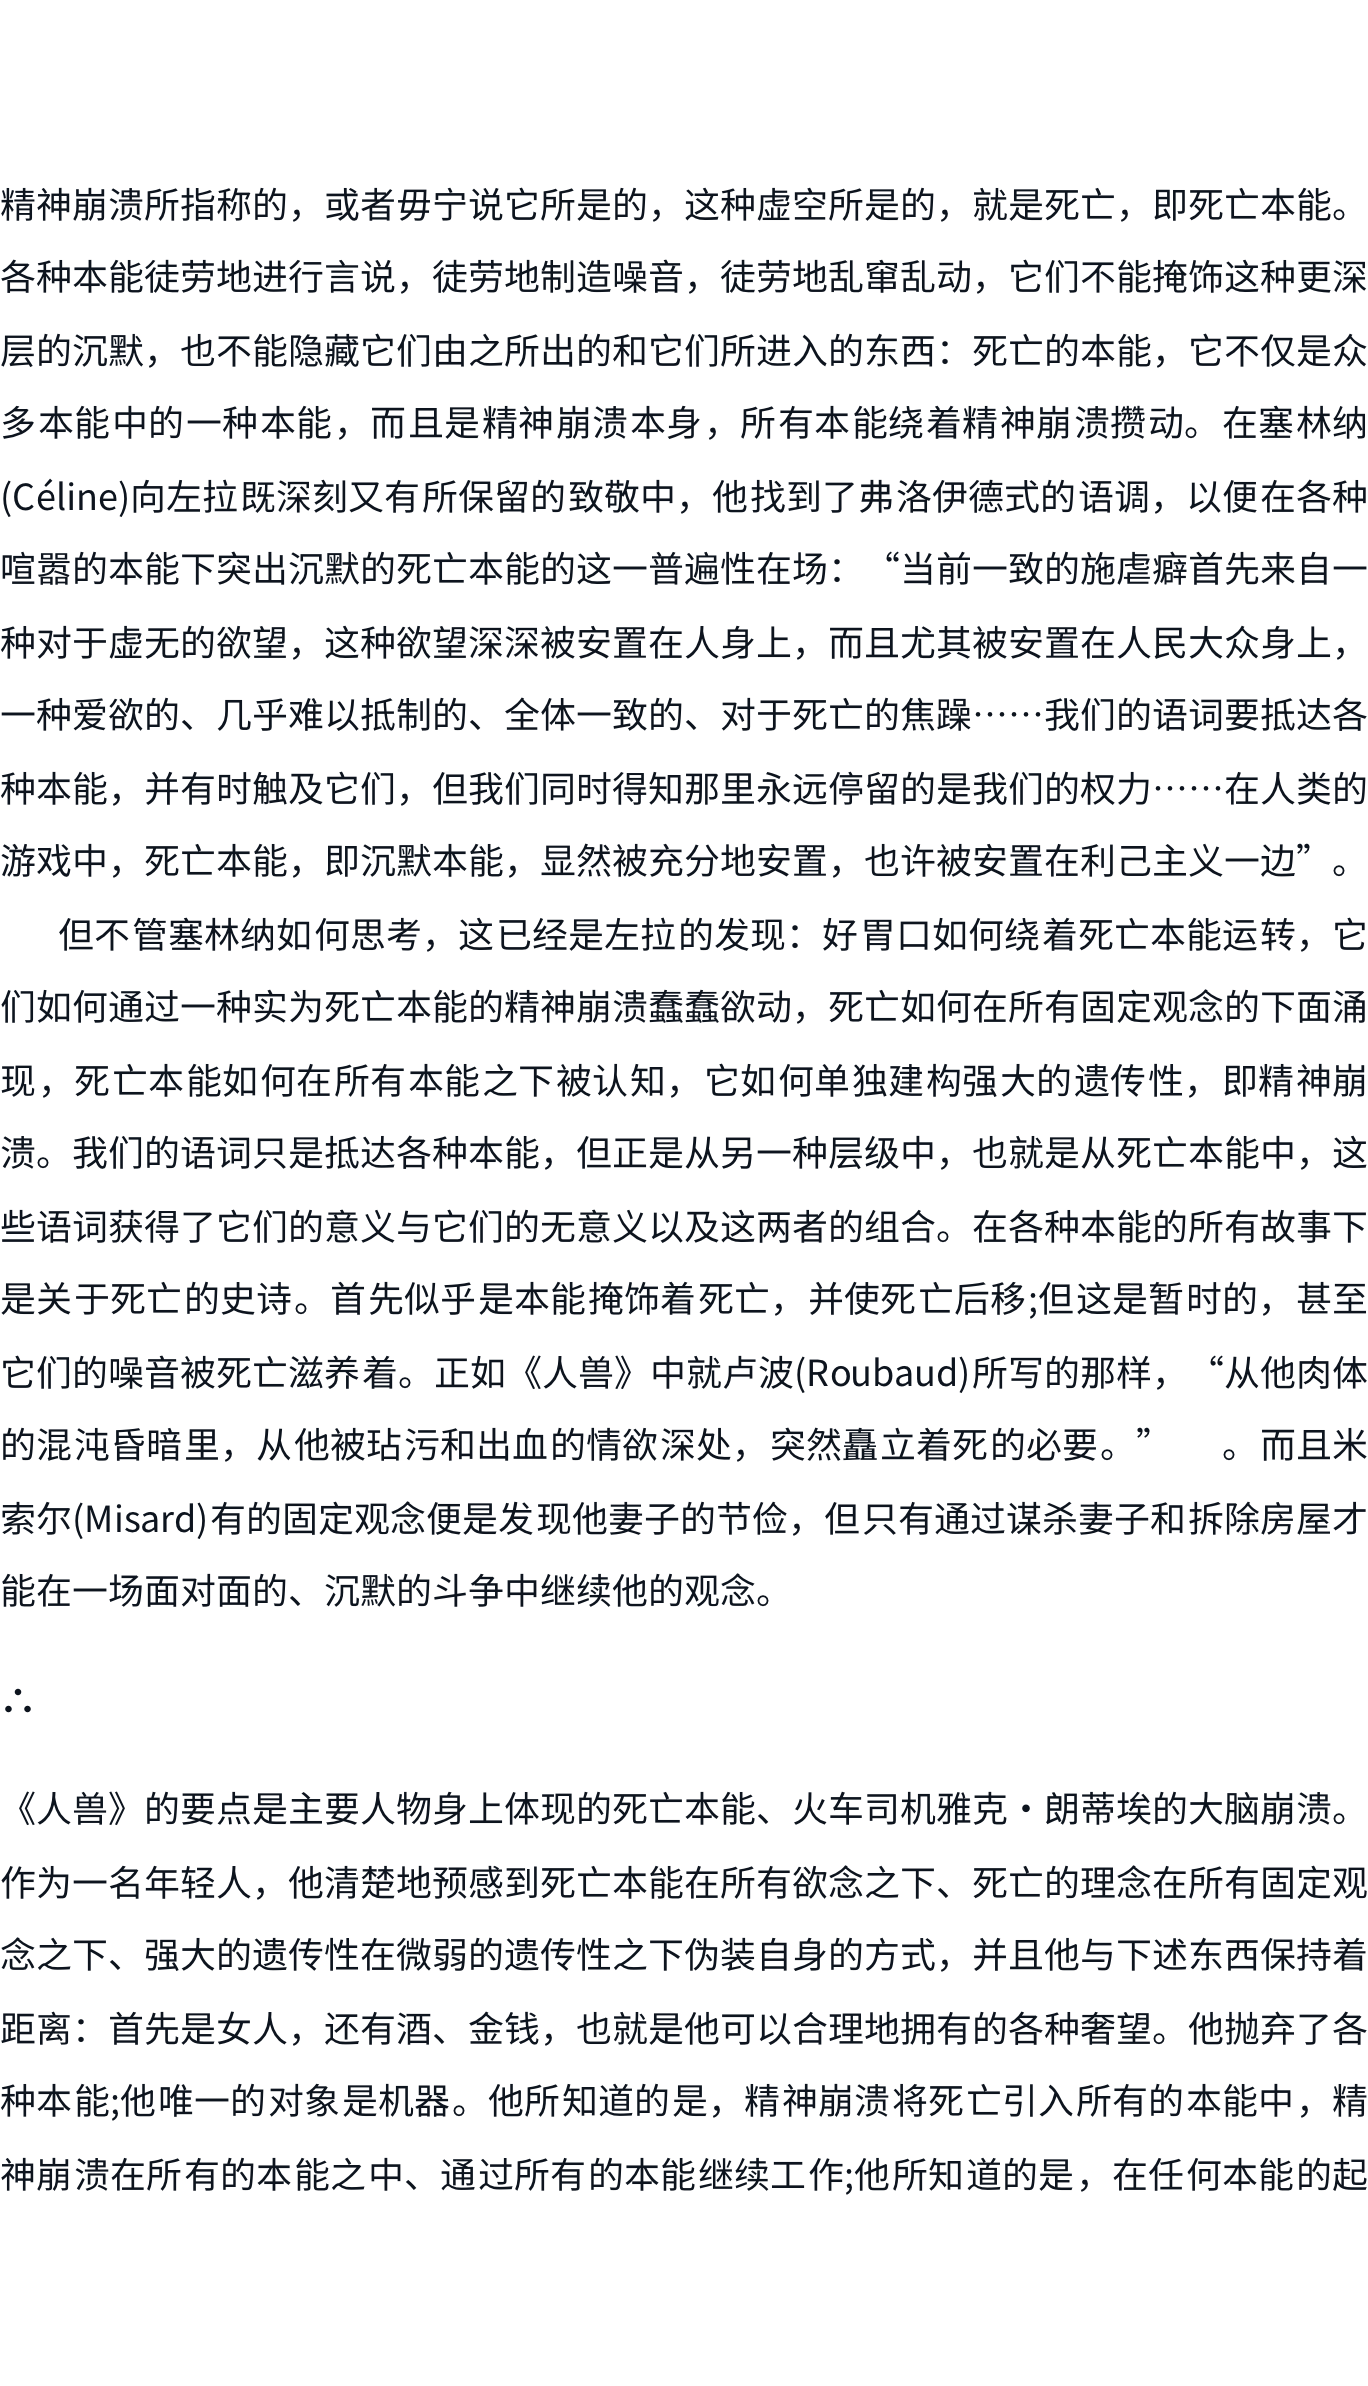 精神崩溃所指称的，或者毋宁说它所是的，这种虚空所是的，就是死亡，即死亡本能。
各种本能徒劳地进行言说，徒劳地制造噪音，徒劳地乱窜乱动，它们不能掩饰这种更深
层的沉默，也不能隐藏它们由之所出的和它们所进入的东西：死亡的本能，它不仅是众
多本能中的一种本能，而且是精神崩溃本身，所有本能绕着精神崩溃攒动。在塞林纳
(Céline)向左拉既深刻又有所保留的致敬中，他找到了弗洛伊德式的语调，以便在各种
喧嚣的本能下突出沉默的死亡本能的这一普遍性在场：“当前一致的施虐癖首先来自一
种对于虚无的欲望，这种欲望深深被安置在人身上，而且尤其被安置在人民大众身上，
一种爱欲的、几乎难以抵制的、全体一致的、对于死亡的焦躁……我们的语词要抵达各
种本能，并有时触及它们，但我们同时得知那里永远停留的是我们的权力……在人类的
游戏中，死亡本能，即沉默本能，显然被充分地安置，也许被安置在利己主义一边”。
但不管塞林纳如何思考，这已经是左拉的发现：好胃口如何绕着死亡本能运转，它
们如何通过一种实为死亡本能的精神崩溃蠢蠢欲动，死亡如何在所有固定观念的下面涌
现，死亡本能如何在所有本能之下被认知，它如何单独建构强大的遗传性，即精神崩
溃。我们的语词只是抵达各种本能，但正是从另一种层级中，也就是从死亡本能中，这
些语词获得了它们的意义与它们的无意义以及这两者的组合。在各种本能的所有故事下
是关于死亡的史诗。首先似乎是本能掩饰着死亡，并使死亡后移;但这是暂时的，甚至
它们的噪音被死亡滋养着。正如《人兽》中就卢波(Roubaud)所写的那样，“从他肉体
的混沌昏暗里，从他被玷污和出血的情欲深处，突然矗立着死的必要。” 。而且米
索尔(Misard)有的固定观念便是发现他妻子的节俭，但只有通过谋杀妻子和拆除房屋才
能在一场面对面的、沉默的斗争中继续他的观念。
∴
《人兽》的要点是主要人物身上体现的死亡本能、火车司机雅克·朗蒂埃的大脑崩溃。
作为一名年轻人，他清楚地预感到死亡本能在所有欲念之下、死亡的理念在所有固定观
念之下、强大的遗传性在微弱的遗传性之下伪装自身的方式，并且他与下述东西保持着
距离：首先是女人，还有酒、金钱，也就是他可以合理地拥有的各种奢望。他抛弃了各
种本能;他唯一的对象是机器。他所知道的是，精神崩溃将死亡引入所有的本能中，精
神崩溃在所有的本能之中、通过所有的本能继续工作;他所知道的是，在任何本能的起